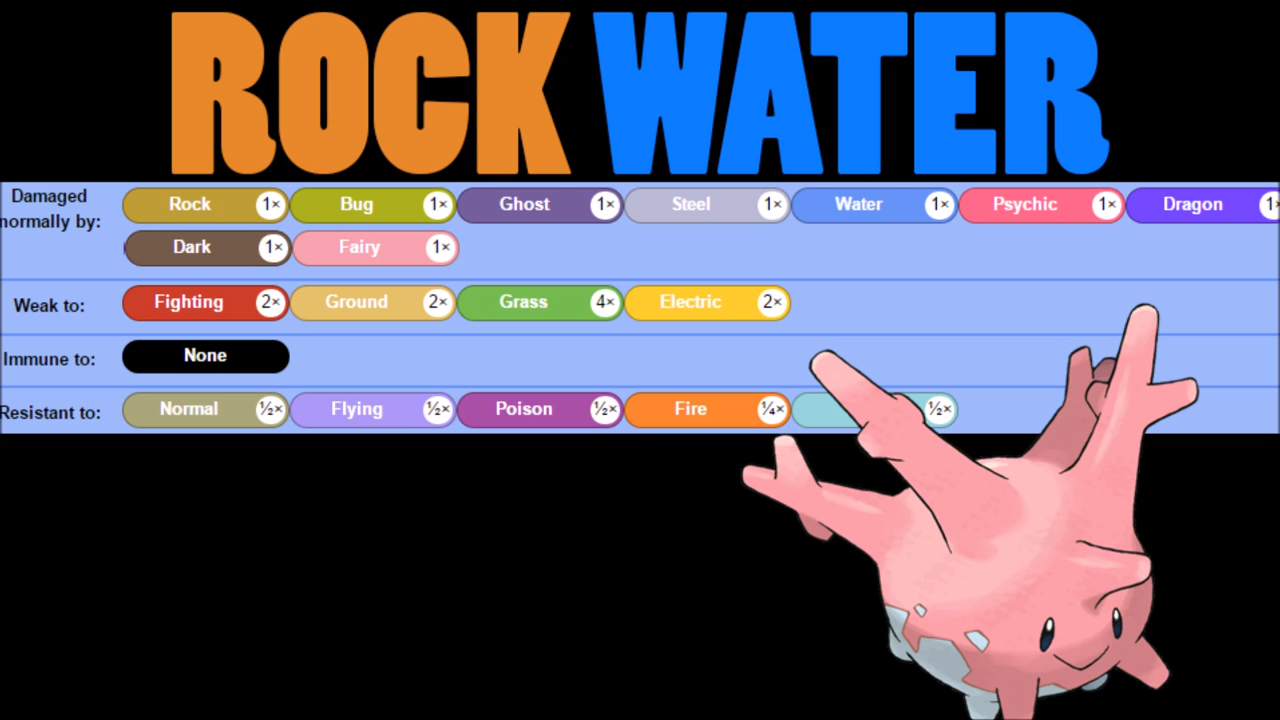 ROCK WATER
Damaged normally by:
Rock 1× Bug 1× Ghost 1× Steel 1× Water 1× Psychic 1× Dragon 1×
Dark 1× Fairy 1×
Weak to: Fighting 2× Ground 2× Grass 4× Electric 2×
Immune to: None
Resistant to: Normal ½× Flying ½× Poison ½× Fire ¼× ½×